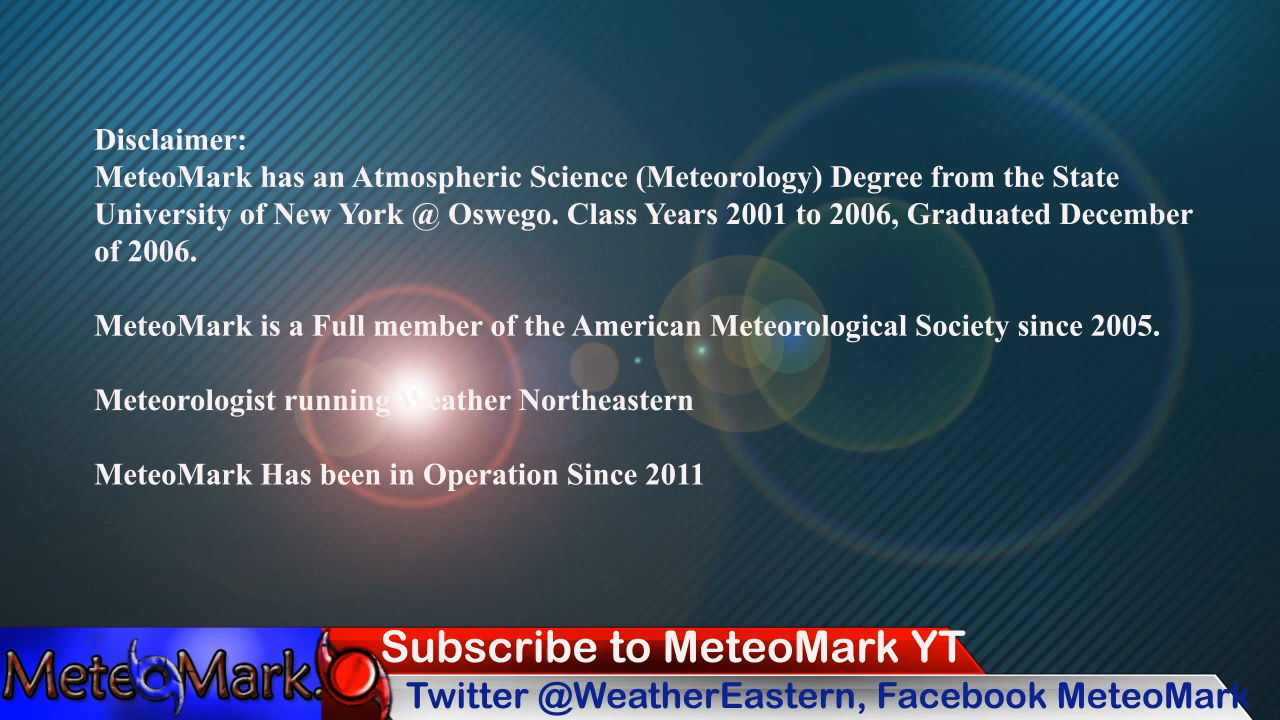 Disclaimer:
MeteoMark has an Atmospheric Science (Meteorology) Degree from the State
University of New York @ Oswego. Class Years 2001 to 2006, Graduated December
of 2006.
MeteoMark is a Full member of the American Meteorological Society since 2005.
Meteorologist running Weather Northeastern
MeteoMark Has been in Operation Since 2011
Subscribe to MeteoMark YT
MeteoMark.
Twitter @WeatherEastern, Facebook MeteoMark